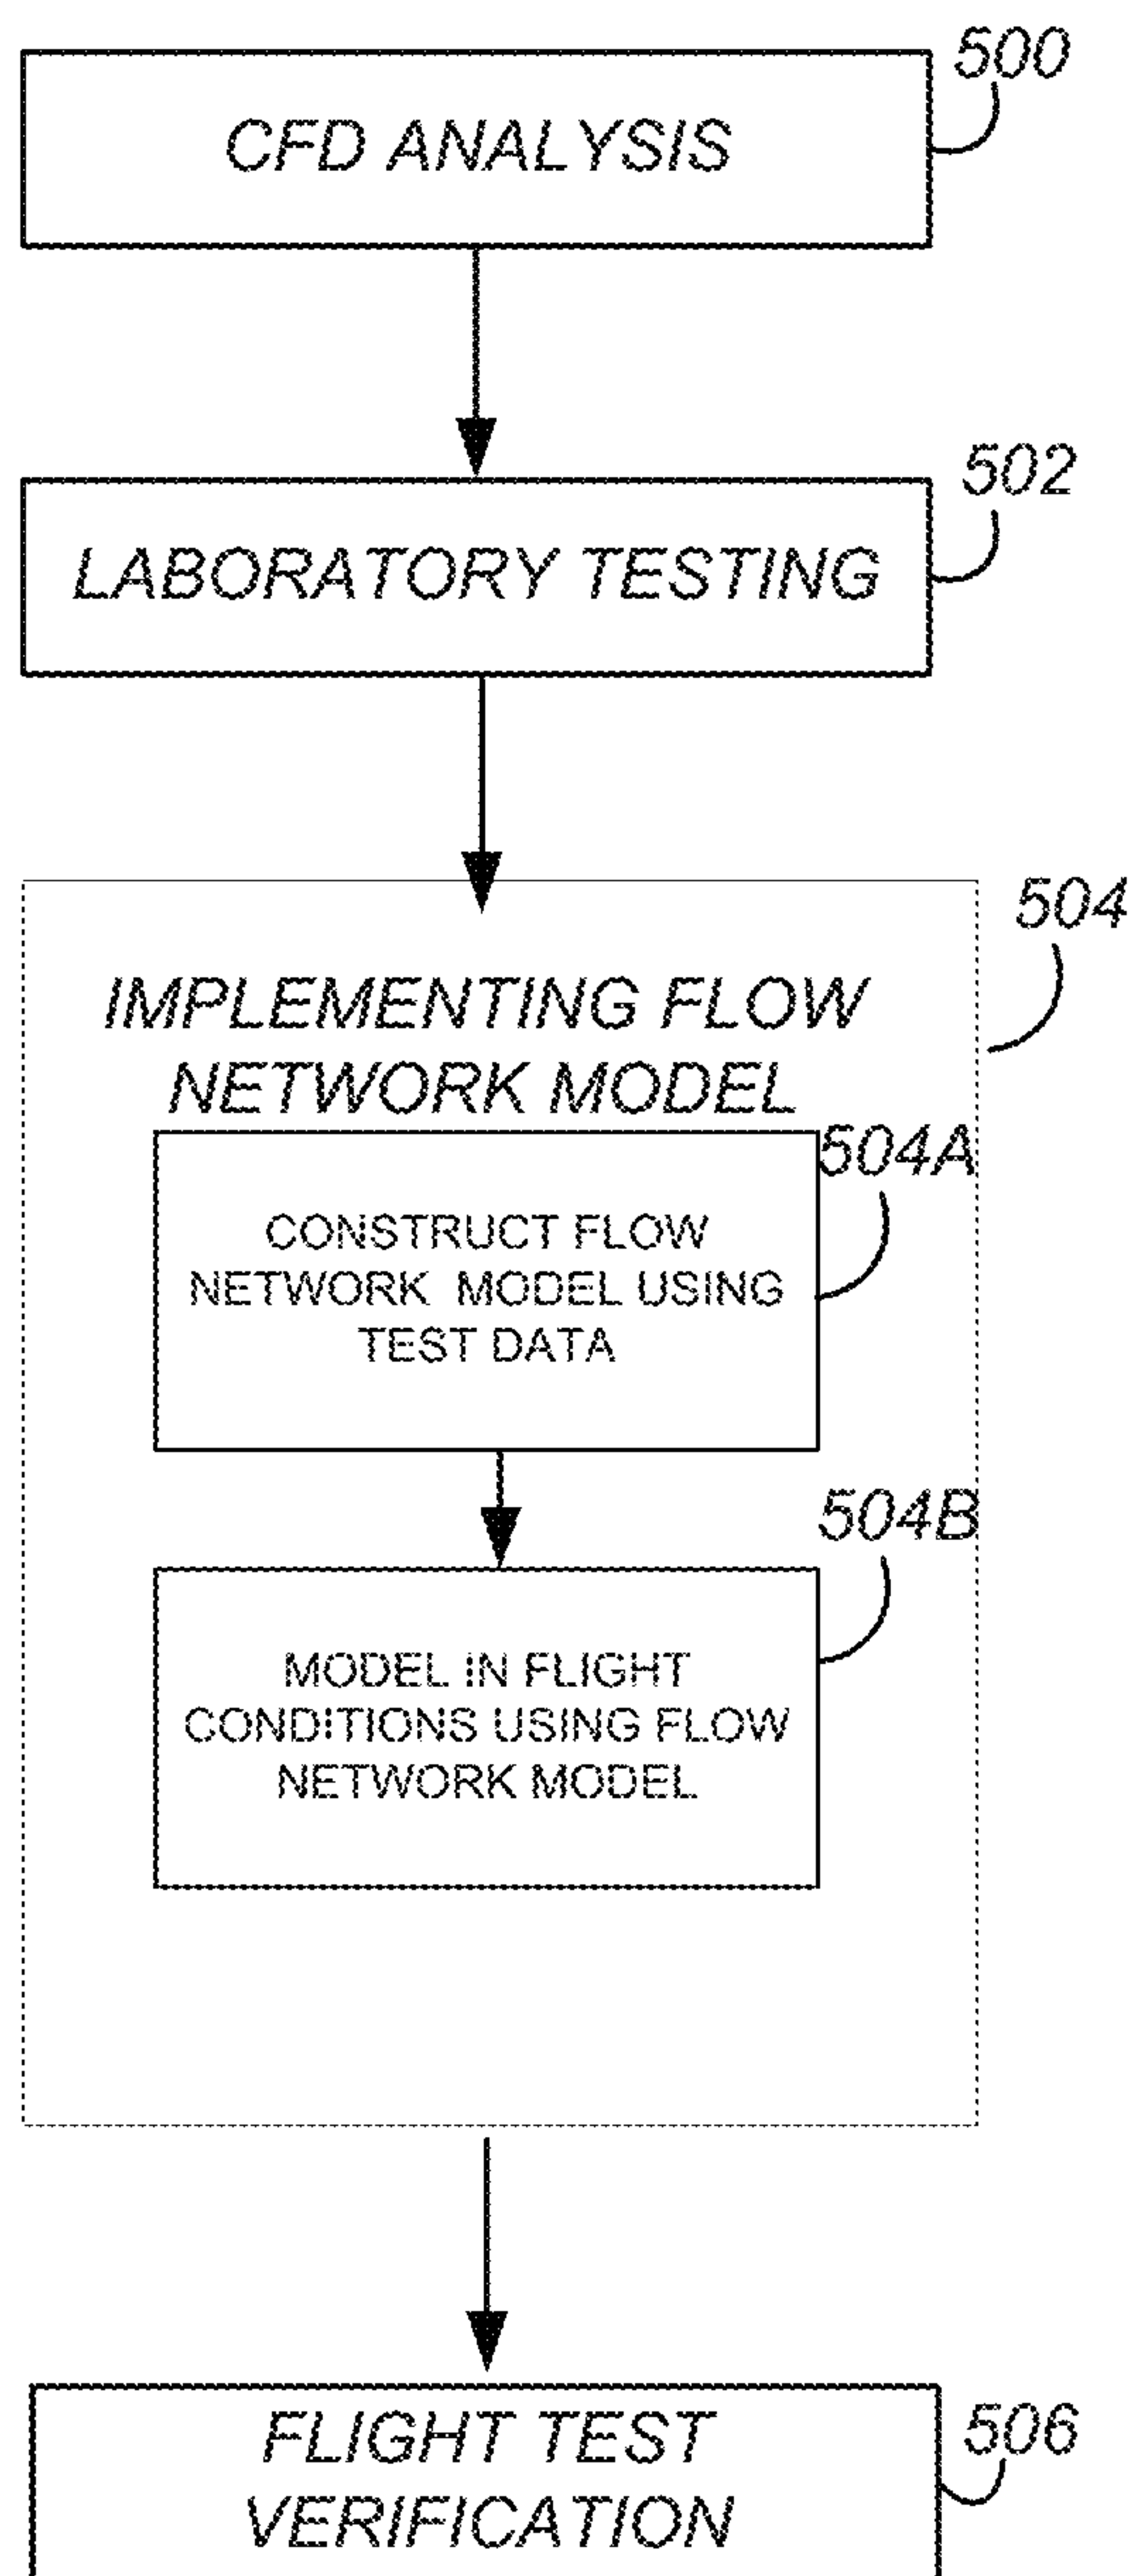 500
CFD ANALYSIS
502
LABORATORY TESTING
504
IMPLEMENTING FLOW
NETWORK MODEL
504A
CONSTRUCT FLOW
NETWORK MODEL USING
TEST DATA
504B
MODEL IN FLIGHT
CONDITIONS USING FLOW
NETWORK MODEL
506
FLIGHT TEST
VERIFICATION